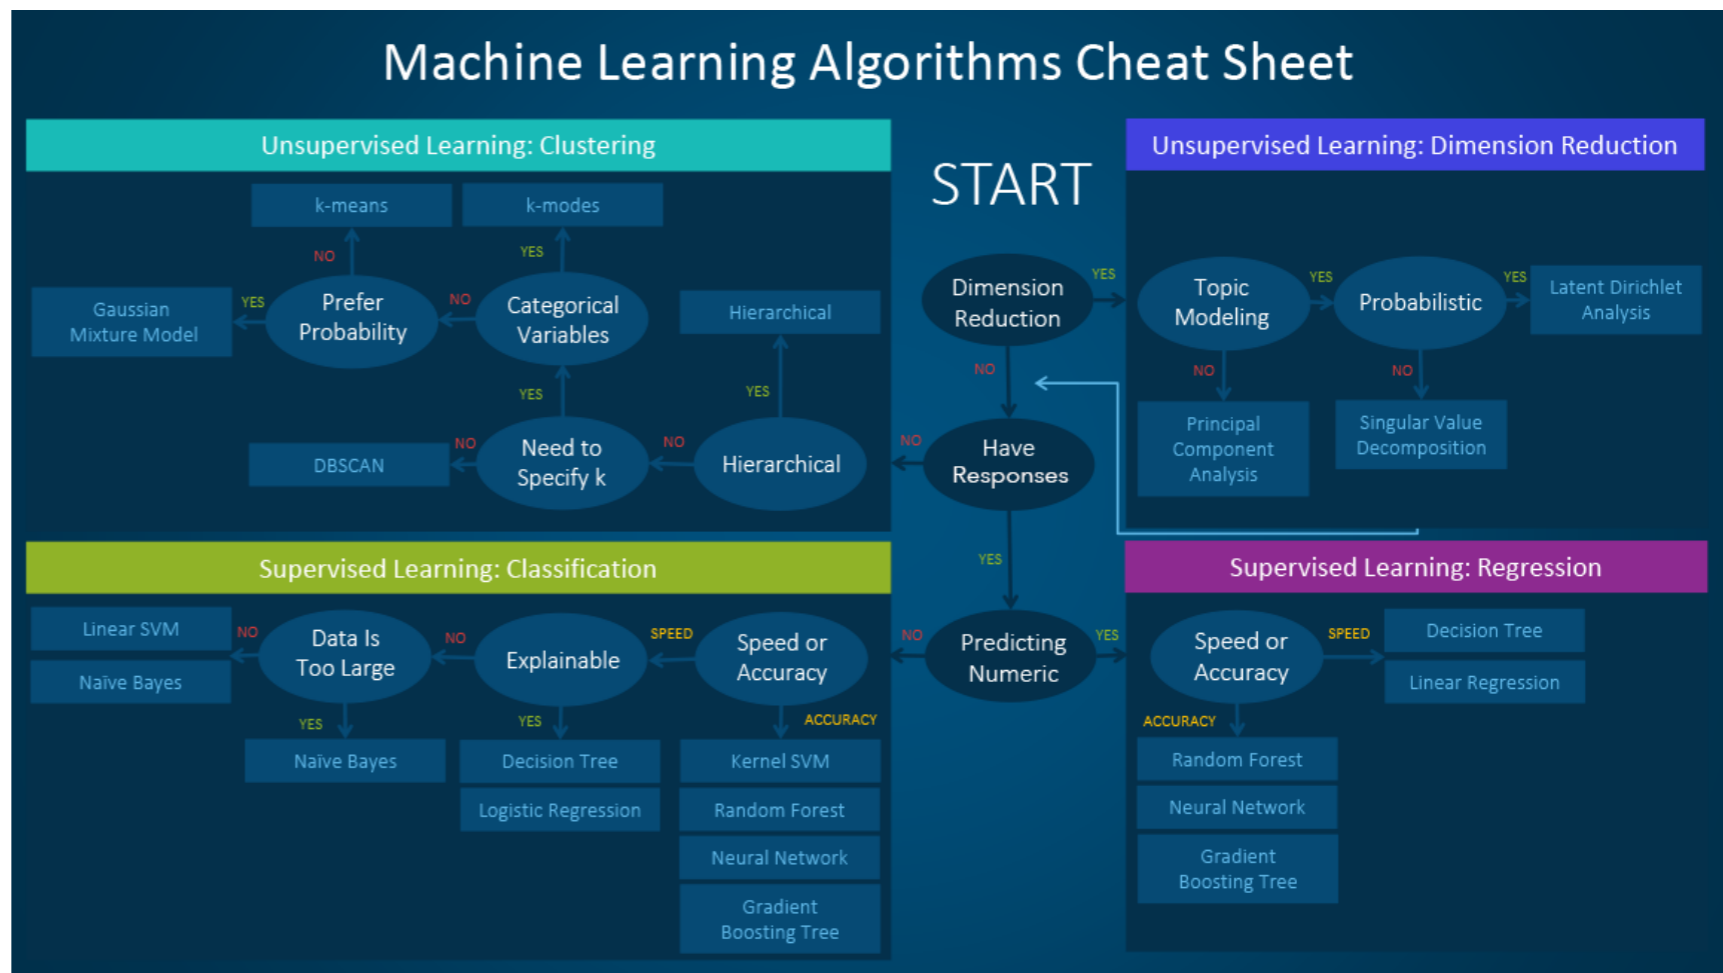 Machine Learning Algorithms Cheat Sheet
Unsupervised Learning: Clustering
k-means
k-modes
NO
YES
Gaussian
Mixture Model
YES
Prefer
Probability
NO
Categorical
Variables
Hierarchical
YES
YES
DBSCAN
NO
Need to
Specify k
NO
Hierarchical
START
Dimension
Reduction
YES
NO
NO
Have
Responses
YES
NO
Predicting
Numeric
YES
Unsupervised Learning: Dimension Reduction
Topic
Modeling
YES
Probabilistic
YES
Latent Dirichlet
Analysis
NO
NO
Principal
Component
Analysis
Singular Value
Decomposition
Supervised Learning: Classification
Linear SVM
Naïve Bayes
NO
Data Is
Too Large
NO
Explainable
SPEED
Speed or
Accuracy
YES
YES
ACCURACY
Naïve Bayes
Decision Tree
Logistic Regression
Kernel SVM
Random Forest
Neural Network
Gradient
Boosting Tree
Supervised Learning: Regression
Speed or
Accuracy
SPEED
Decision Tree
Linear Regression
ACCURACY
Random Forest
Neural Network
Gradient
Boosting Tree